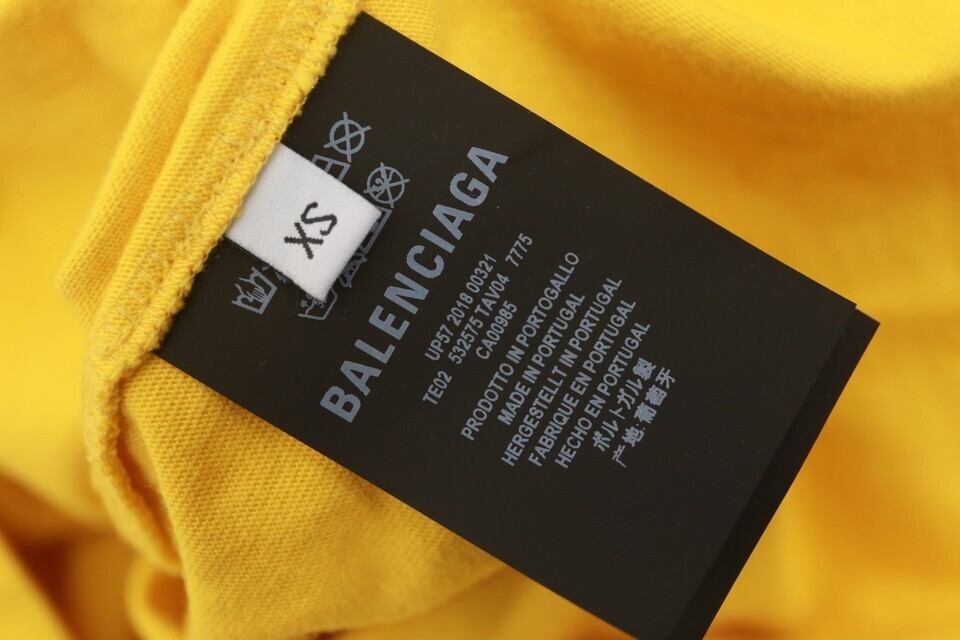 XS
BALENCIAGA
UP57 2018 00321
TE02 532575 TAV04 7775
CA00985
PRODOTTO IN PORTOGALLO
MADE IN PORTUGAL
HERGESTELLT IN PORTUGAL
FABRIQUE EN PORTUGAL
HECHO EN PORTUGAL
ポルトガル製
产地:葡萄牙